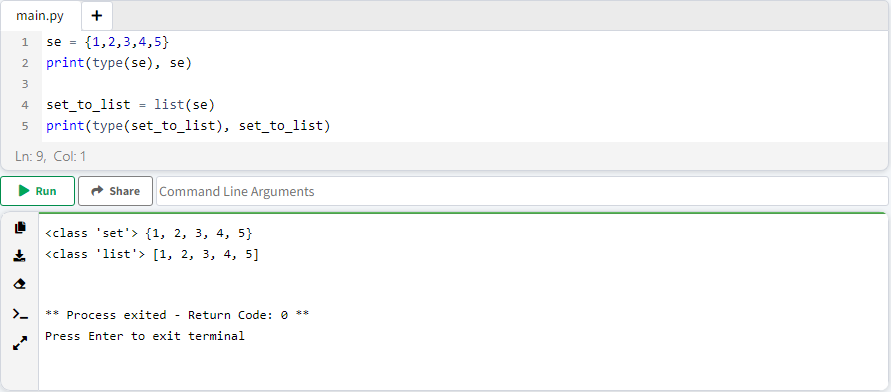 main.py +
1 se = {1,2,3,4,5}
2 print(type(se), se)
3
4 set_to_list = list(se)
5 print(type(set_to_list), set_to_list)
Ln: 9, Col: 1
Run Share Command Line Arguments
<class 'set'> {1, 2, 3, 4, 5}
<class 'list'> [1, 2, 3, 4, 5]
** Process exited - Return Code: 0 **
Press Enter to exit terminal